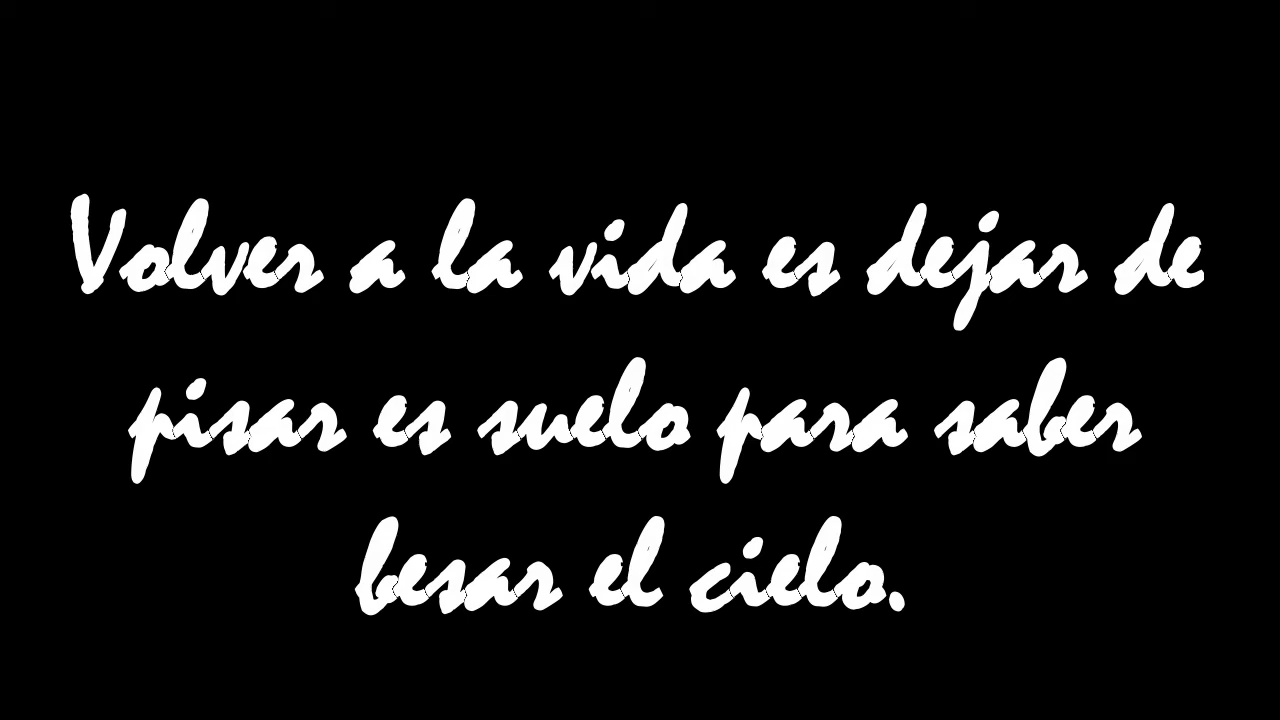 Volver a la vida es dejar de
pisar es suelo para saber
besar el cielo.